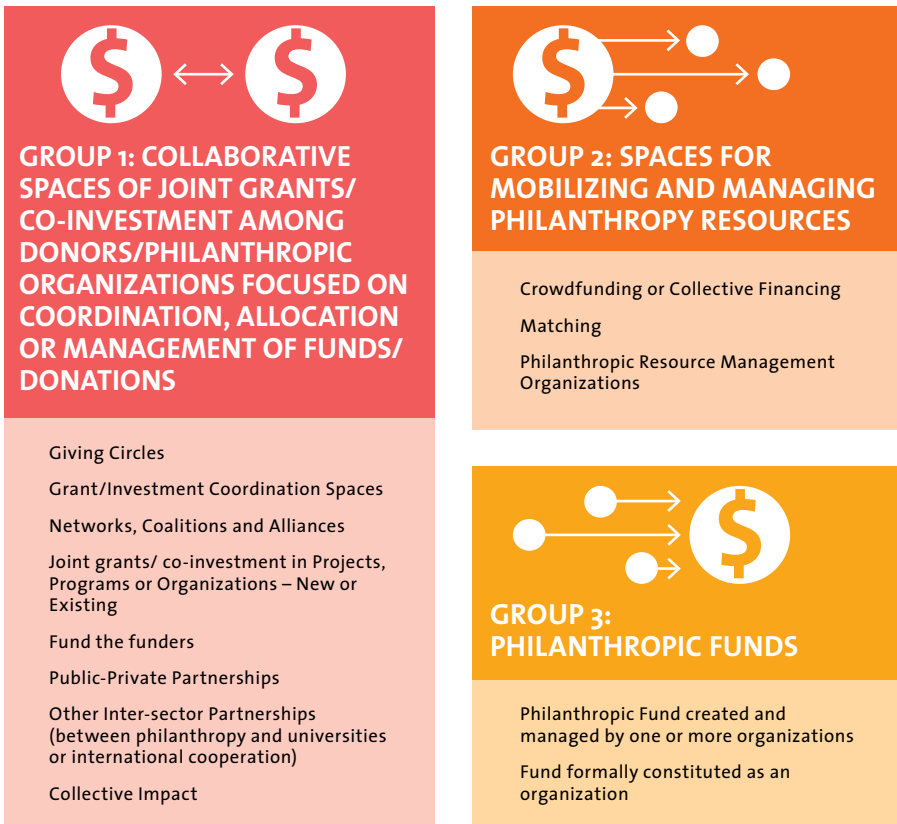 $
$
GROUP 1: COLLABORATIVE
SPACES OF JOINT GRANTS/
CO-INVESTMENT AMONG
DONORS/PHILANTHROPIC
ORGANIZATIONS FOCUSED ON
COORDINATION, ALLOCATION
OR MANAGEMENT OF FUNDS/
DONATIONS
Giving Circles
Grant/Investment Coordination Spaces
Networks, Coalitions and Alliances
Joint grants/ co-investment in Projects,
Programs or Organizations – New or
Existing
Fund the funders
Public-Private Partnerships
Other Inter-sector Partnerships
(between philanthropy and universities
or international cooperation)
Collective Impact
$
GROUP 2: SPACES FOR
MOBILIZING AND MANAGING
PHILANTHROPY RESOURCES
Crowdfunding or Collective Financing
Matching
Philanthropic Resource Management
Organizations
$
GROUP 3:
PHILANTHROPIC FUNDS
Philanthropic Fund created and
managed by one or more organizations
Fund formally constituted as an
organization